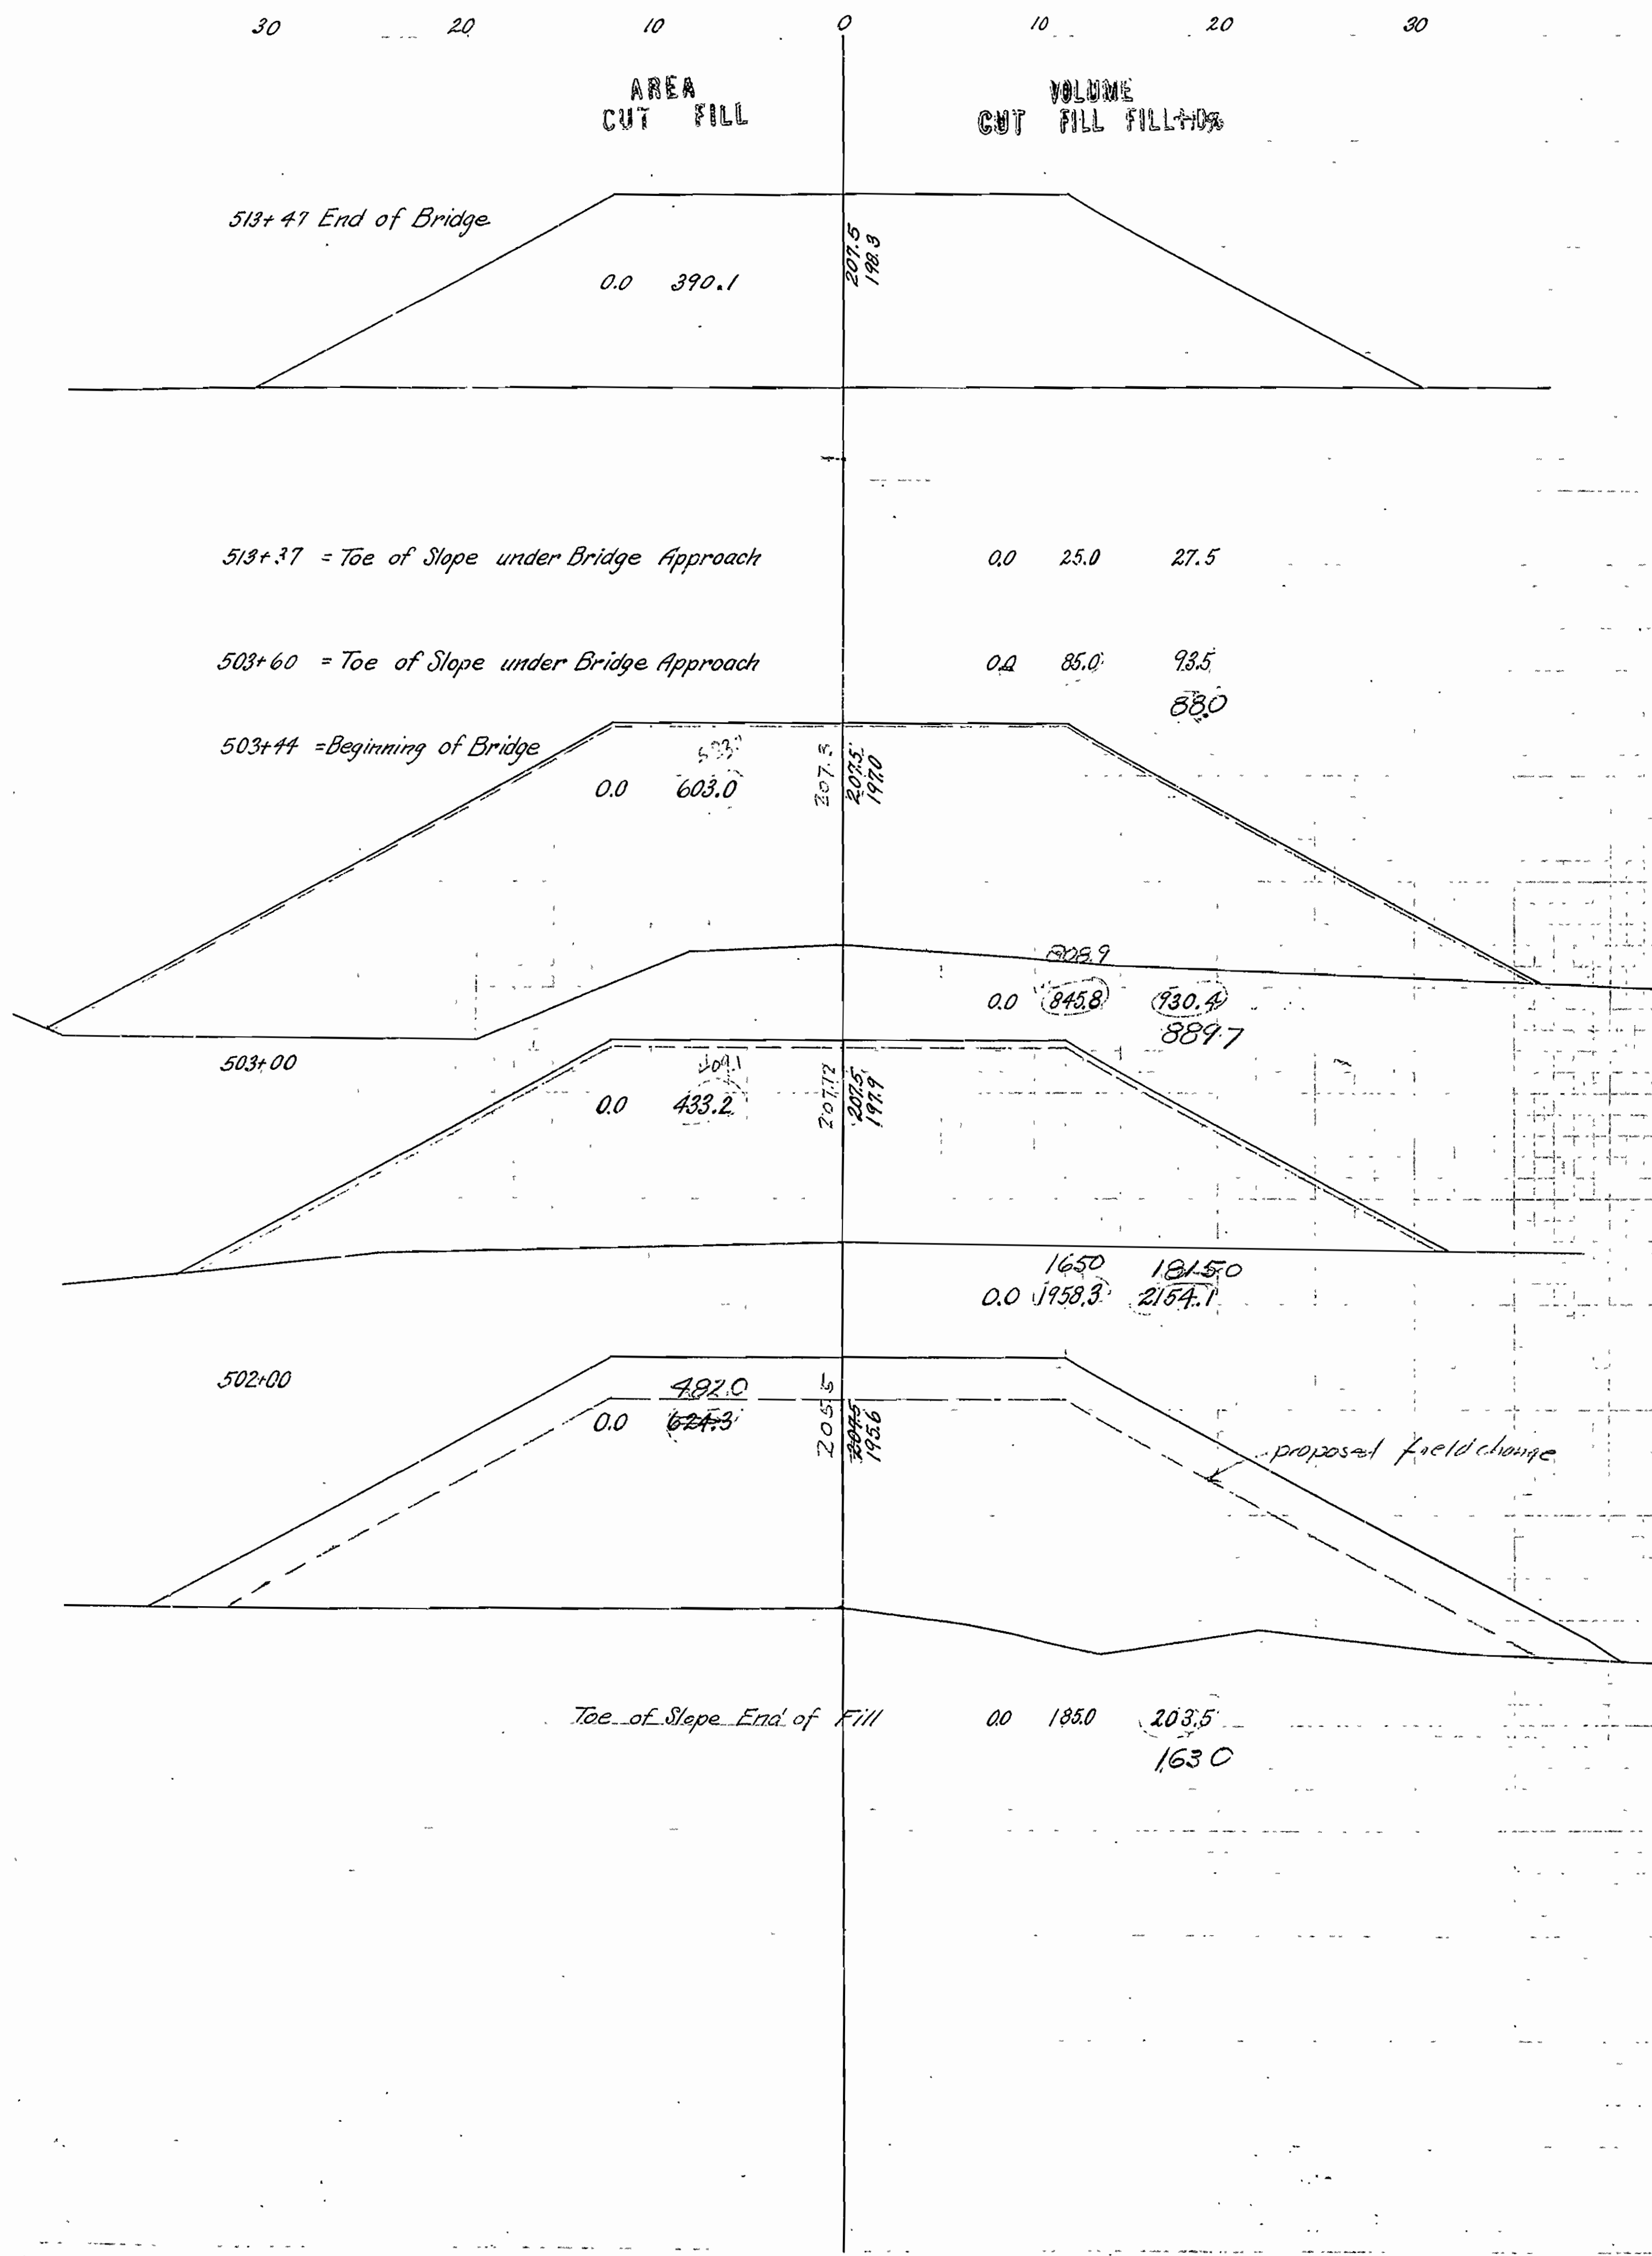 30 20 10 0 10 20 30
AREA
CUT FILL
VOLUME
CUT FILL FILL+10%
513+47 End of Bridge
0.0 390.1
207.5
198.3
513+37 = Toe of Slope under Bridge Approach 0.0 25.0 27.5
503+60 = Toe of Slope under Bridge Approach 0.0 85.0 93.5
88.0
503+44 = Beginning of Bridge
0.0 603.0
207.3
207.5
197.0
808.9
0.0 845.8 930.4
889.7
503+00
409.1
0.0 433.2
207.12
207.5
197.9
1650 1815.0
0.0 1958.3 2154.1
502+00
482.0
0.0 624.3
205.5
207.5
195.6
proposed field change
Toe of Slope End of Fill 0.0 185.0 203.5
163.0